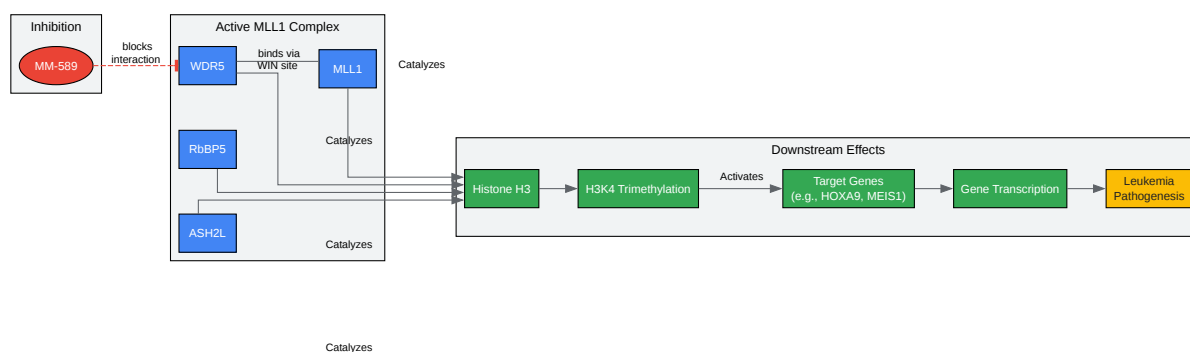 Inhibition
MM-589
blocks
interaction
Active MLL1 Complex
WDR5
binds via
WIN site
MLL1
Catalyzes
RbBP5
Catalyzes
ASH2L
Catalyzes
Catalyzes
Downstream Effects
Histone H3
H3K4 Trimethylation
Activates
Target Genes
(e.g., HOXA9, MEIS1)
Gene Transcription
Leukemia
Pathogenesis